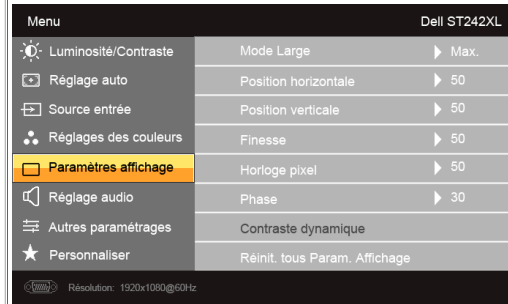 Menu Dell ST242XL
Luminosité/Contraste Mode Large Max.
Réglage auto Position horizontale 50
Source entrée Position verticale 50
Réglages des couleurs Finesse 50
Paramètres affichage Horloge pixel 50
Réglage audio Phase 30
Autres paramétrages Contraste dynamique
Personnaliser Réinit. tous Param. Affichage
Résolution: 1920x1080@60Hz